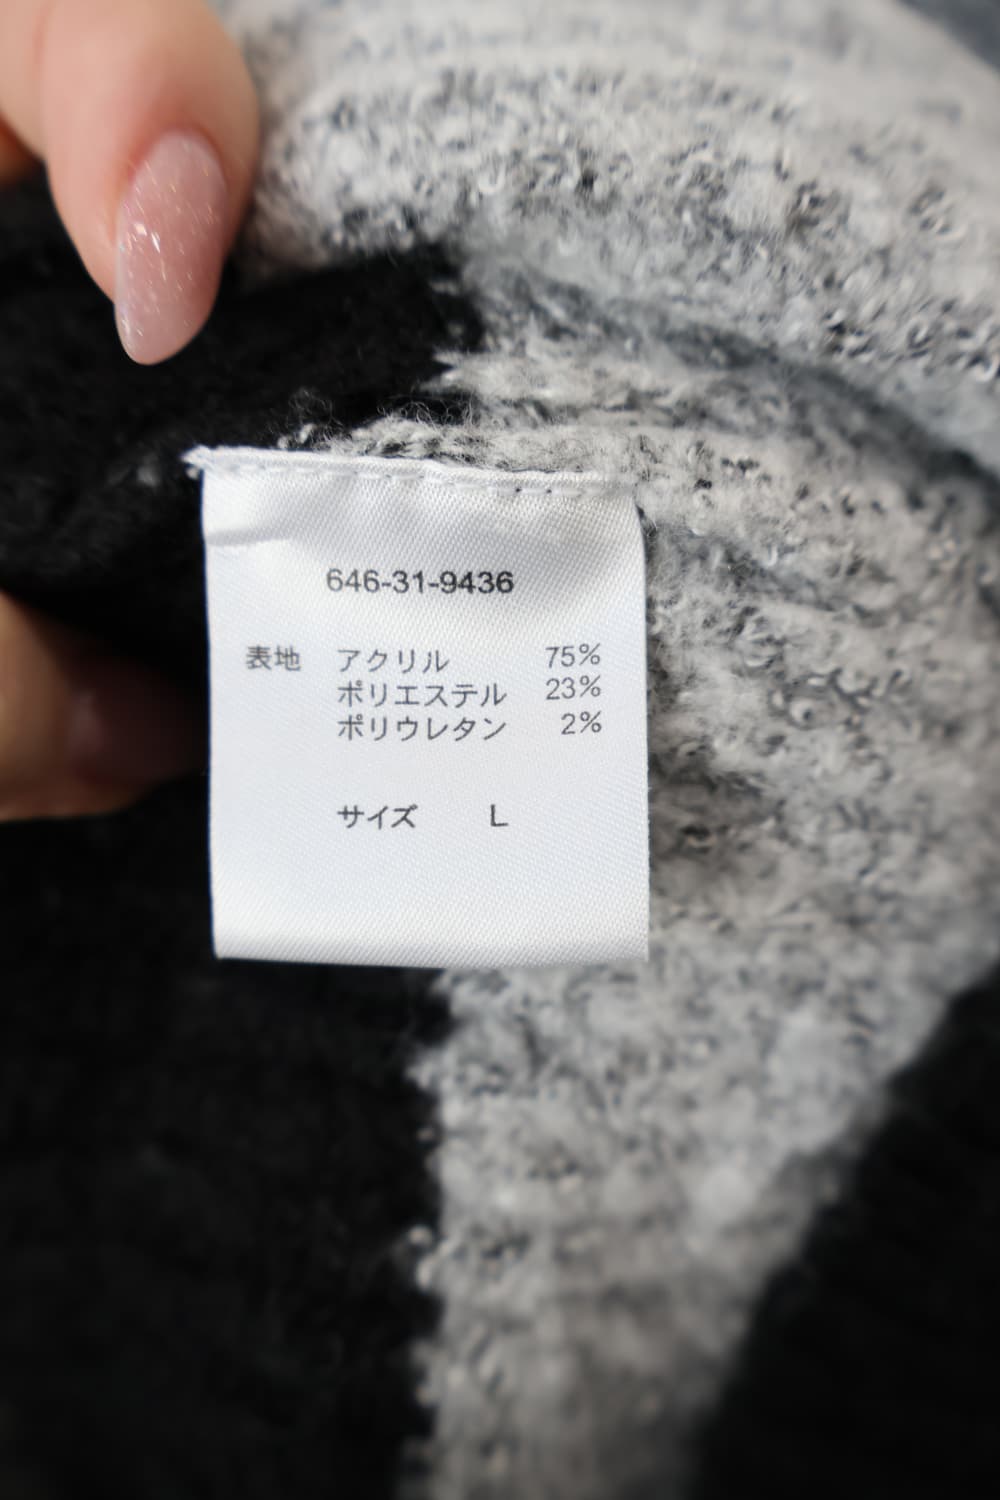 646-31-9436
表地 アクリル 75%
ポリエステル 23%
ポリウレタン 2%
サイズ L